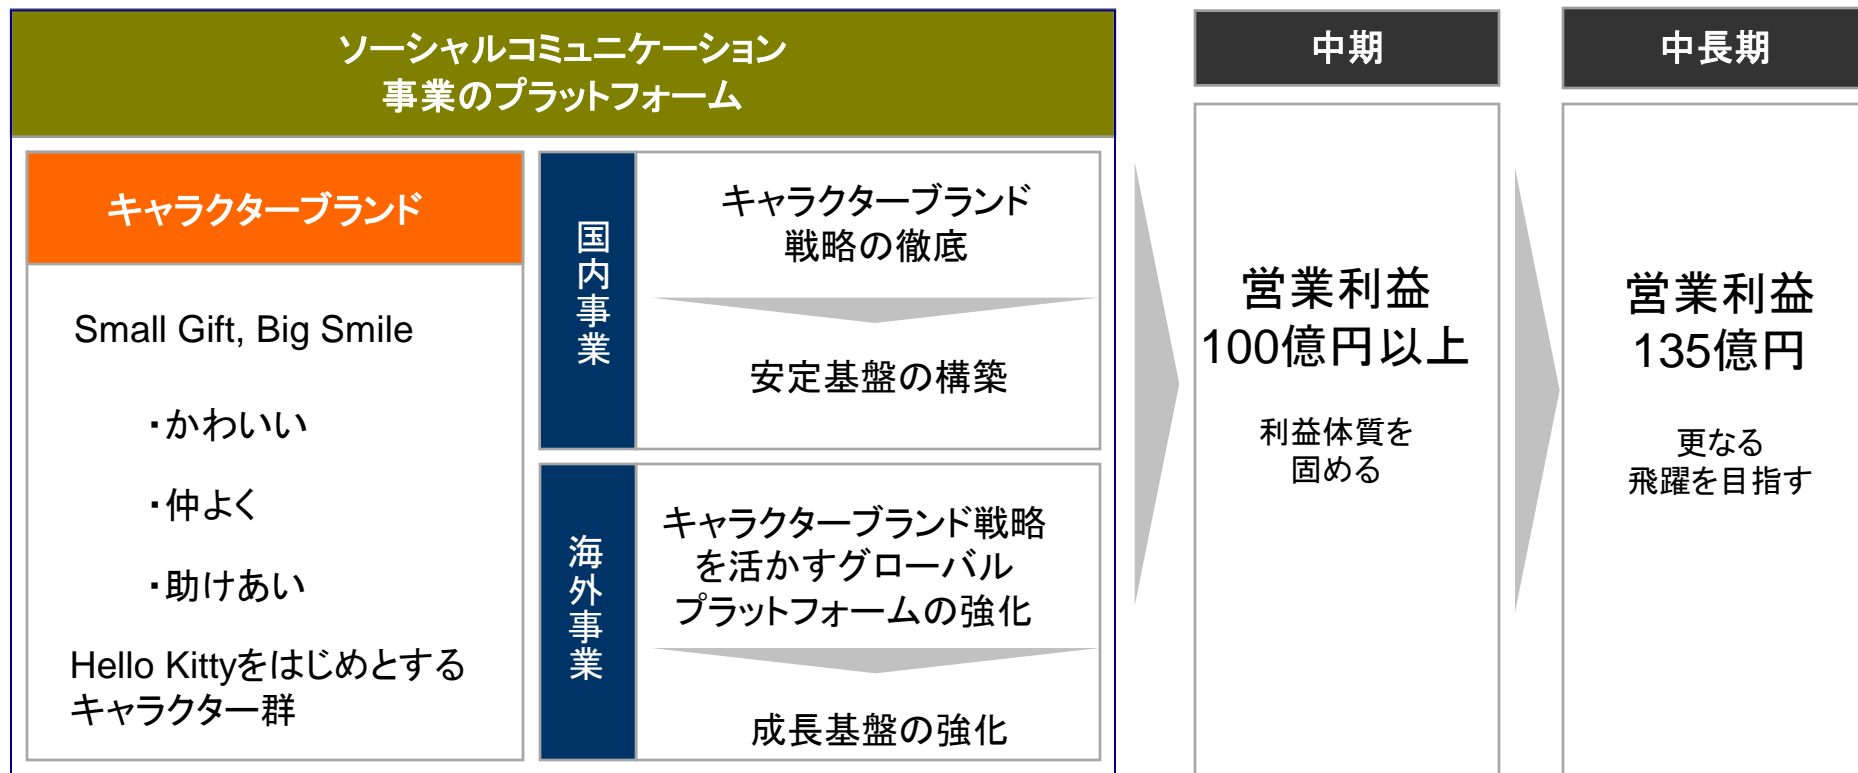 ソーシャルコミュニケーション
事業のプラットフォーム
キャラクターブランド
Small Gift, Big Smile
・かわいい
・仲よく
・助けあい
Hello Kittyをはじめとする
キャラクター群
国内事業
キャラクターブランド
戦略の徹底
安定基盤の構築
海外事業
キャラクターブランド戦略
を活かすグローバル
プラットフォームの強化
成長基盤の強化
中期
営業利益
100億円以上
利益体質を
固める
中長期
営業利益
135億円
更なる
飛躍を目指す